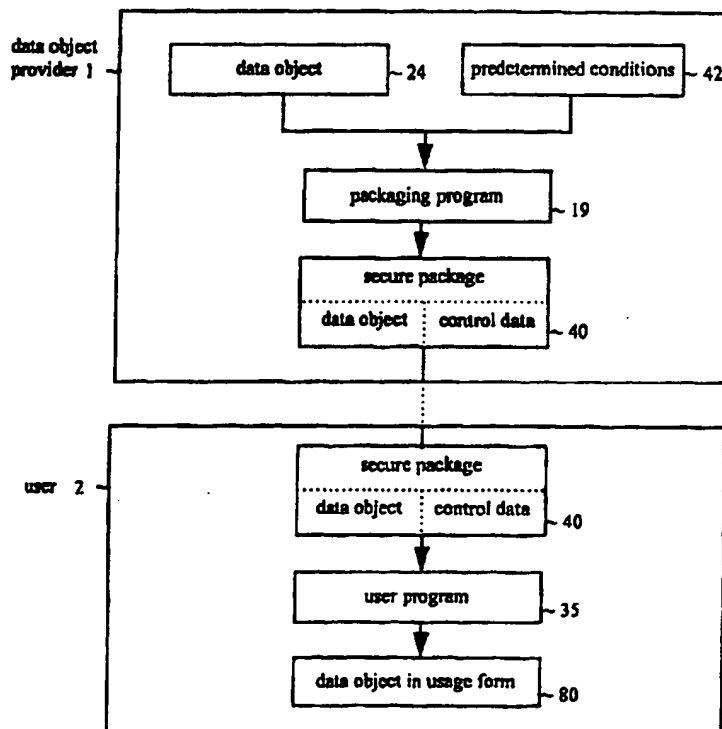 data object
provider 1
data object
24
predetermined conditions
42
packaging program
19
secure package
data object
control data
40
user 2
secure package
data object
control data
40
user program
35
data object in usage form
80